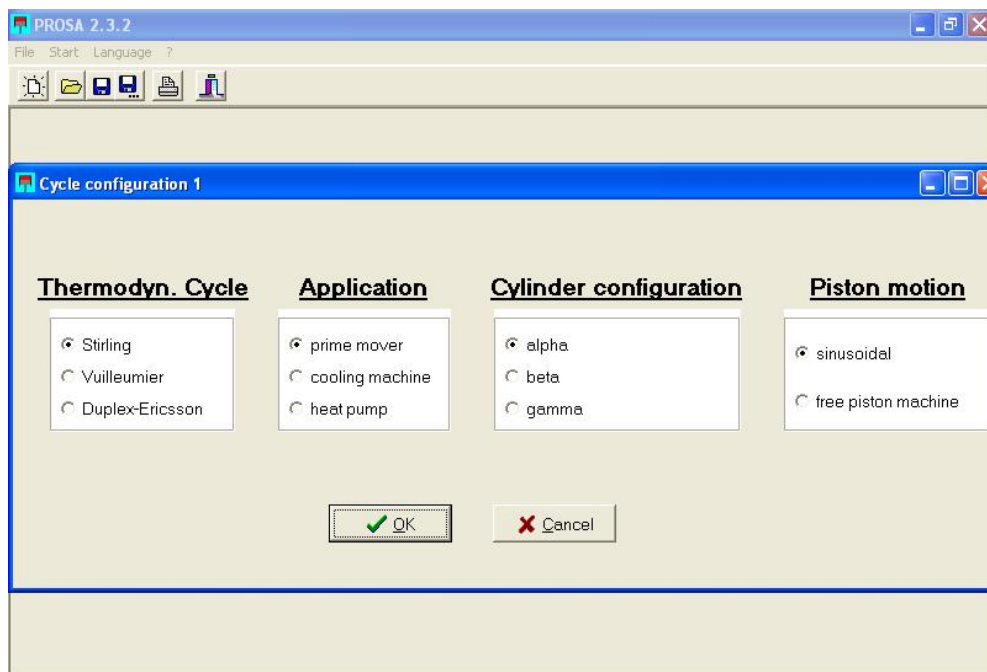 PROSA 2.3.2
File Start Language ?
Cycle configuration 1
Thermodyn. Cycle Application Cylinder configuration Piston motion
Stirling prime mover alpha sinusoidal
Vuilleumier cooling machine beta
Duplex-Ericsson heat pump gamma free piston machine
OK Cancel